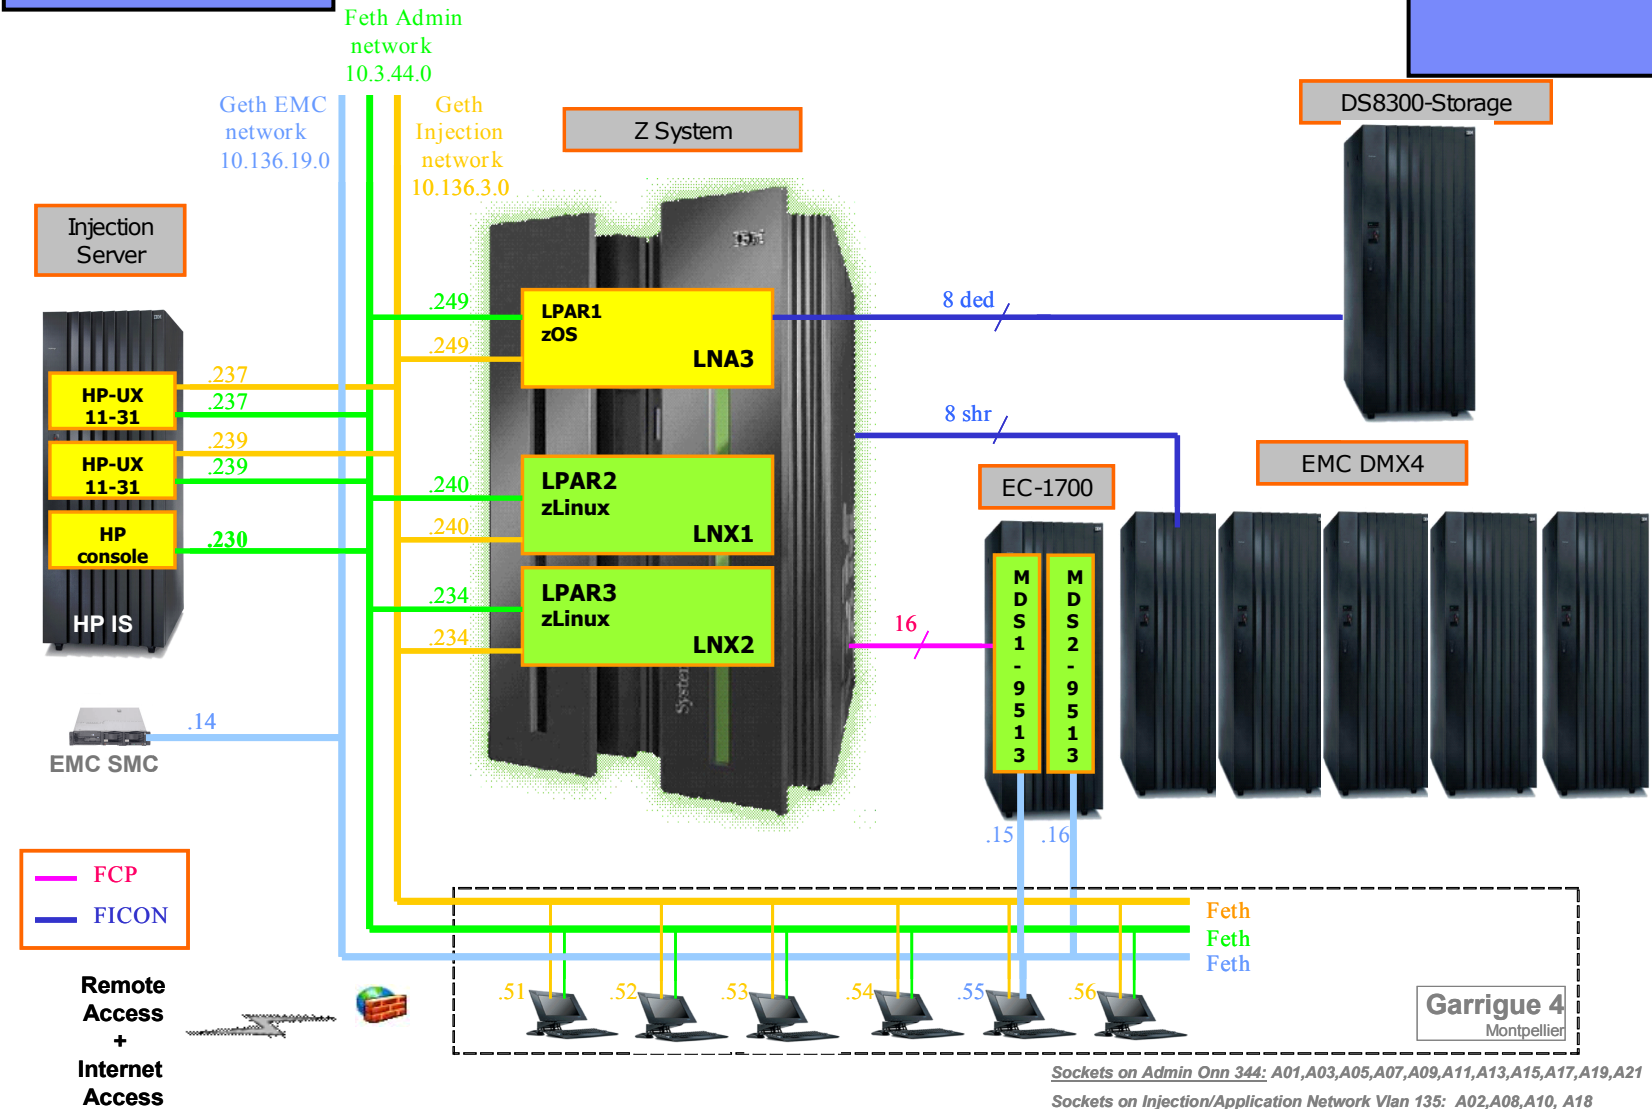 Feth Admin
network
10.3.44.0
Geth EMC
network
10.136.19.0
Geth
Injection
network
10.136.3.0
Z System
DS8300-Storage
Injection
Server
IBM
.249
.249
LPAR1
zOS
LNA3
8 ded
.237
.237
HP-UX
11-31
.239
.239
HP-UX
11-31
8 shr
EMC DMX4
EC-1700
.240
.240
LPAR2
zLinux
LNX1
HP
console
.230
.234
.234
LPAR3
zLinux
LNX2
HP IS
16
MDS1-9513
MDS2-9513
System
.14
EMC SMC
.15
.16
FCP
FICON
Feth
Feth
Feth
.51
.52
.53
.54
.55
.56
Remote
Access
+
Internet
Access
Garrigue 4
Montpellier
Sockets on Admin Onn 344: A01,A03,A05,A07,A09,A11,A13,A15,A17,A19,A21
Sockets on Injection/Application Network Vlan 135: A02,A08,A10, A18